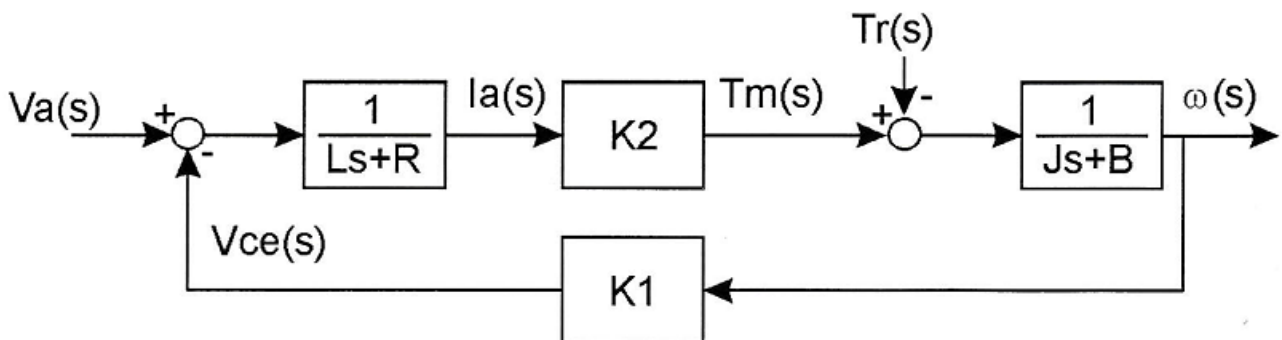 Tr(s)
Va(s)
+
-
1
Ls+R
Ia(s)
K2
Tm(s)
+
-
1
Js+B
ω(s)
Vce(s)
K1